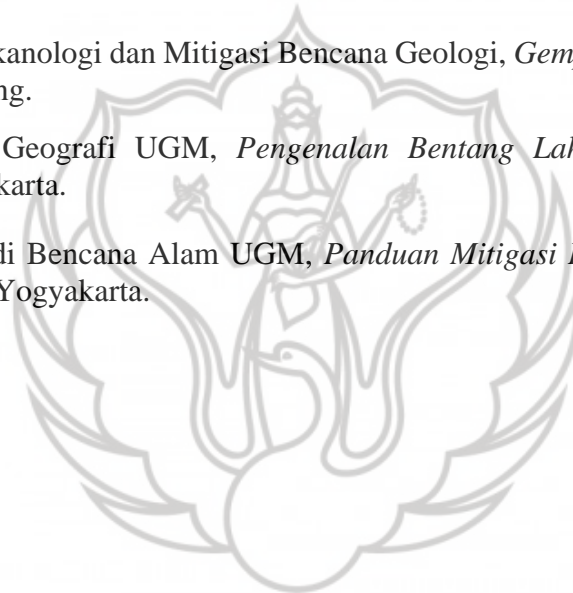 kanologi dan Mitigasi Bencana Geologi, Gemp
ng.
Geografi UGM, Pengenalan Bentang Lah
karta.
di Bencana Alam UGM, Panduan Mitigasi
Yogyakarta.